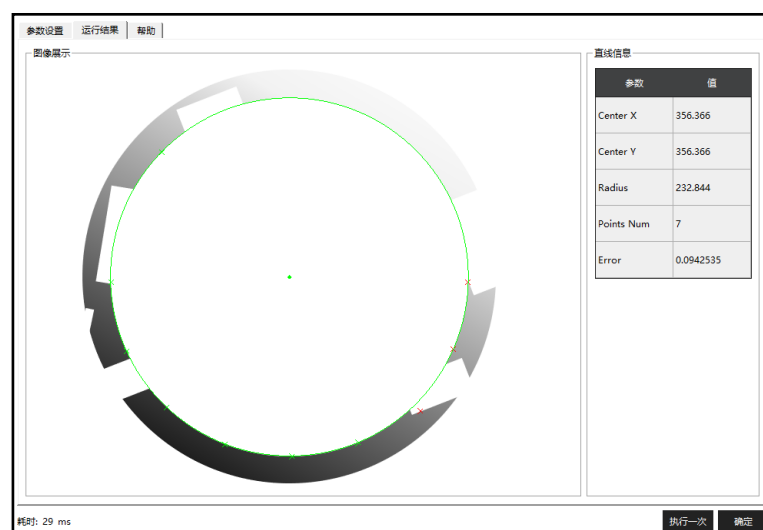 参数设置 运行结果 帮助
图像展示
直线信息
参数 值
Center X 356.366
Center Y 356.366
Radius 232.844
Points Num 7
Error 0.0942535
耗时: 29 ms
执行一次 确定